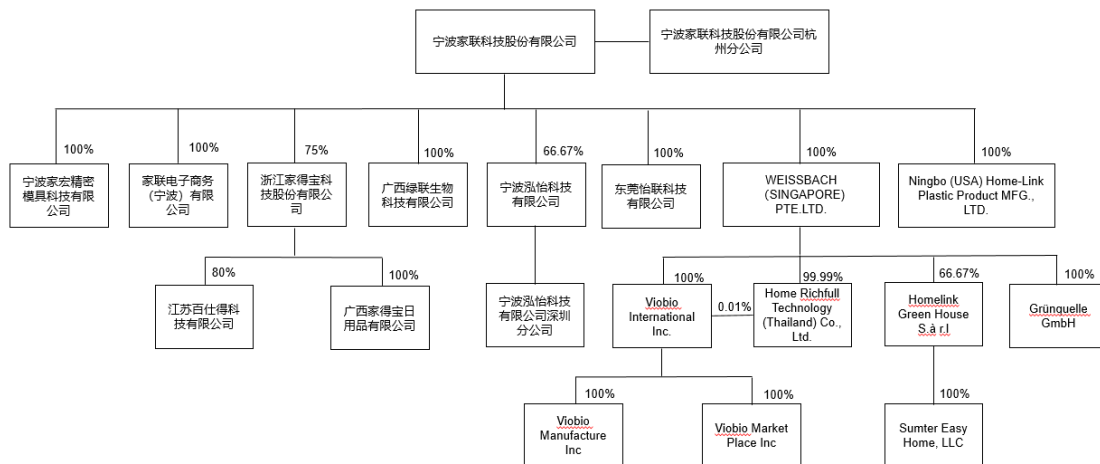 宁波家联科技股份有限公司
宁波家联科技股份有限公司杭
州分公司
100%
100%
75%
100%
66.67%
100%
100%
100%
宁波家宏精密
模具科技有限
公司
家联电子商务
（宁波）有限
公司
浙江家得宝科
技股份有限公
司
广西绿联生物
科技有限公司
宁波泓怡科技
有限公司
东莞怡联科技
有限公司
WEISSBACH
(SINGAPORE)
PTE.LTD.
Ningbo (USA) Home-Link
Plastic Product MFG.,
LTD.
80%
100%
100%
99.99%
66.67%
100%
江苏百仕得科
技有限公司
广西家得宝日
用品有限公司
宁波泓怡科技
有限公司深圳
分公司
Viobio
International
Inc.
0.01%
Home Richfull
Technology
(Thailand) Co.,
Ltd.
Homelink
Green House
S.à r.l
Grünquelle
GmbH
100%
100%
100%
Viobio
Manufacture
Inc
Viobio Market
Place Inc
Sumter Easy
Home, LLC